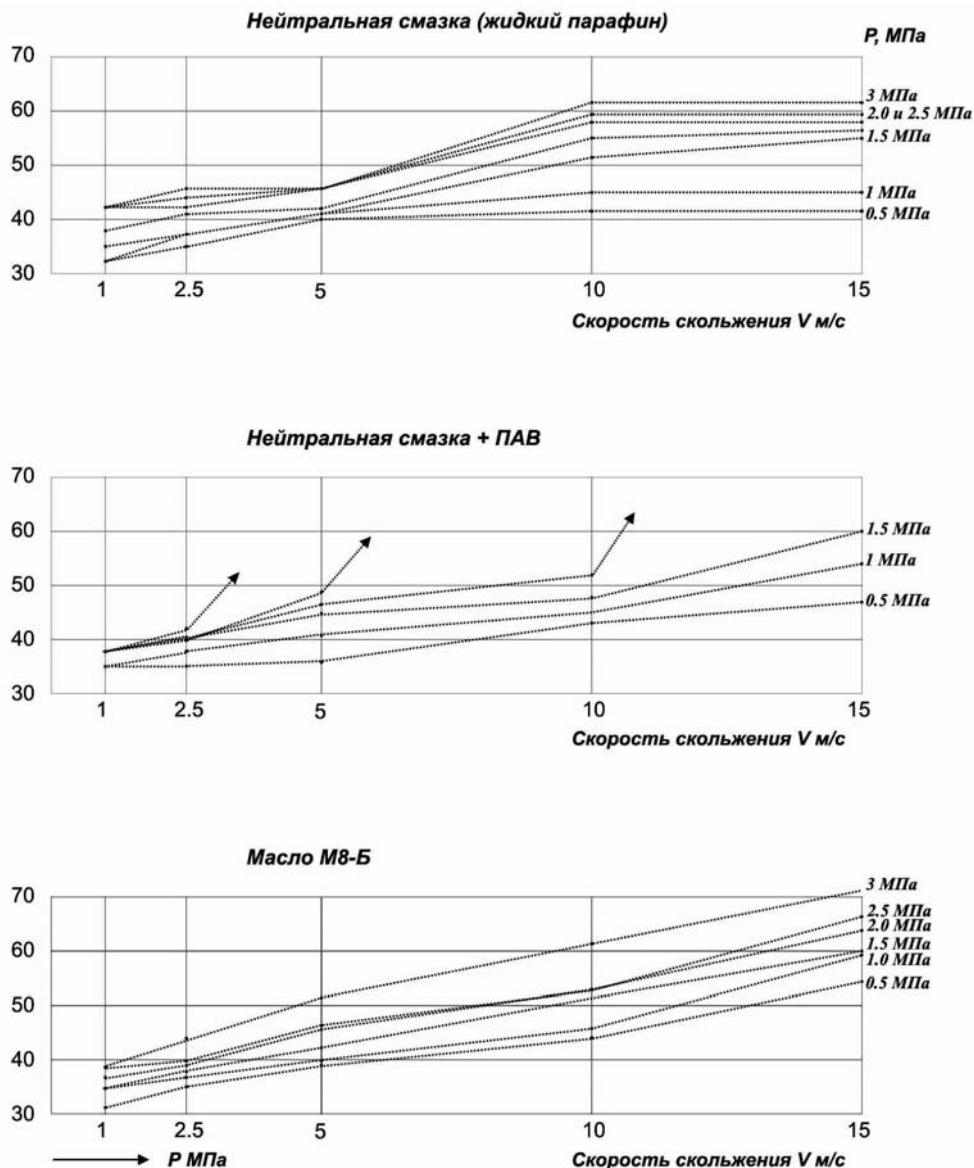 Нейтральная смазка (жидкий парафин)
P, МПа
70
60
50
40
30
3 МПа
2.0 и 2.5 МПа
1.5 МПа
1 МПа
0.5 МПа
1 2.5 5 10 15
Скорость скольжения V м/с
Нейтральная смазка + ПАВ
70
60
50
40
30
1.5 МПа
1 МПа
0.5 МПа
1 2.5 5 10 15
Скорость скольжения V м/с
Масло М8-Б
70
60
50
40
30
3 МПа
2.5 МПа
2.0 МПа
1.5 МПа
1.0 МПа
0.5 МПа
1 2.5 5 10 15
P МПа
Скорость скольжения V м/с